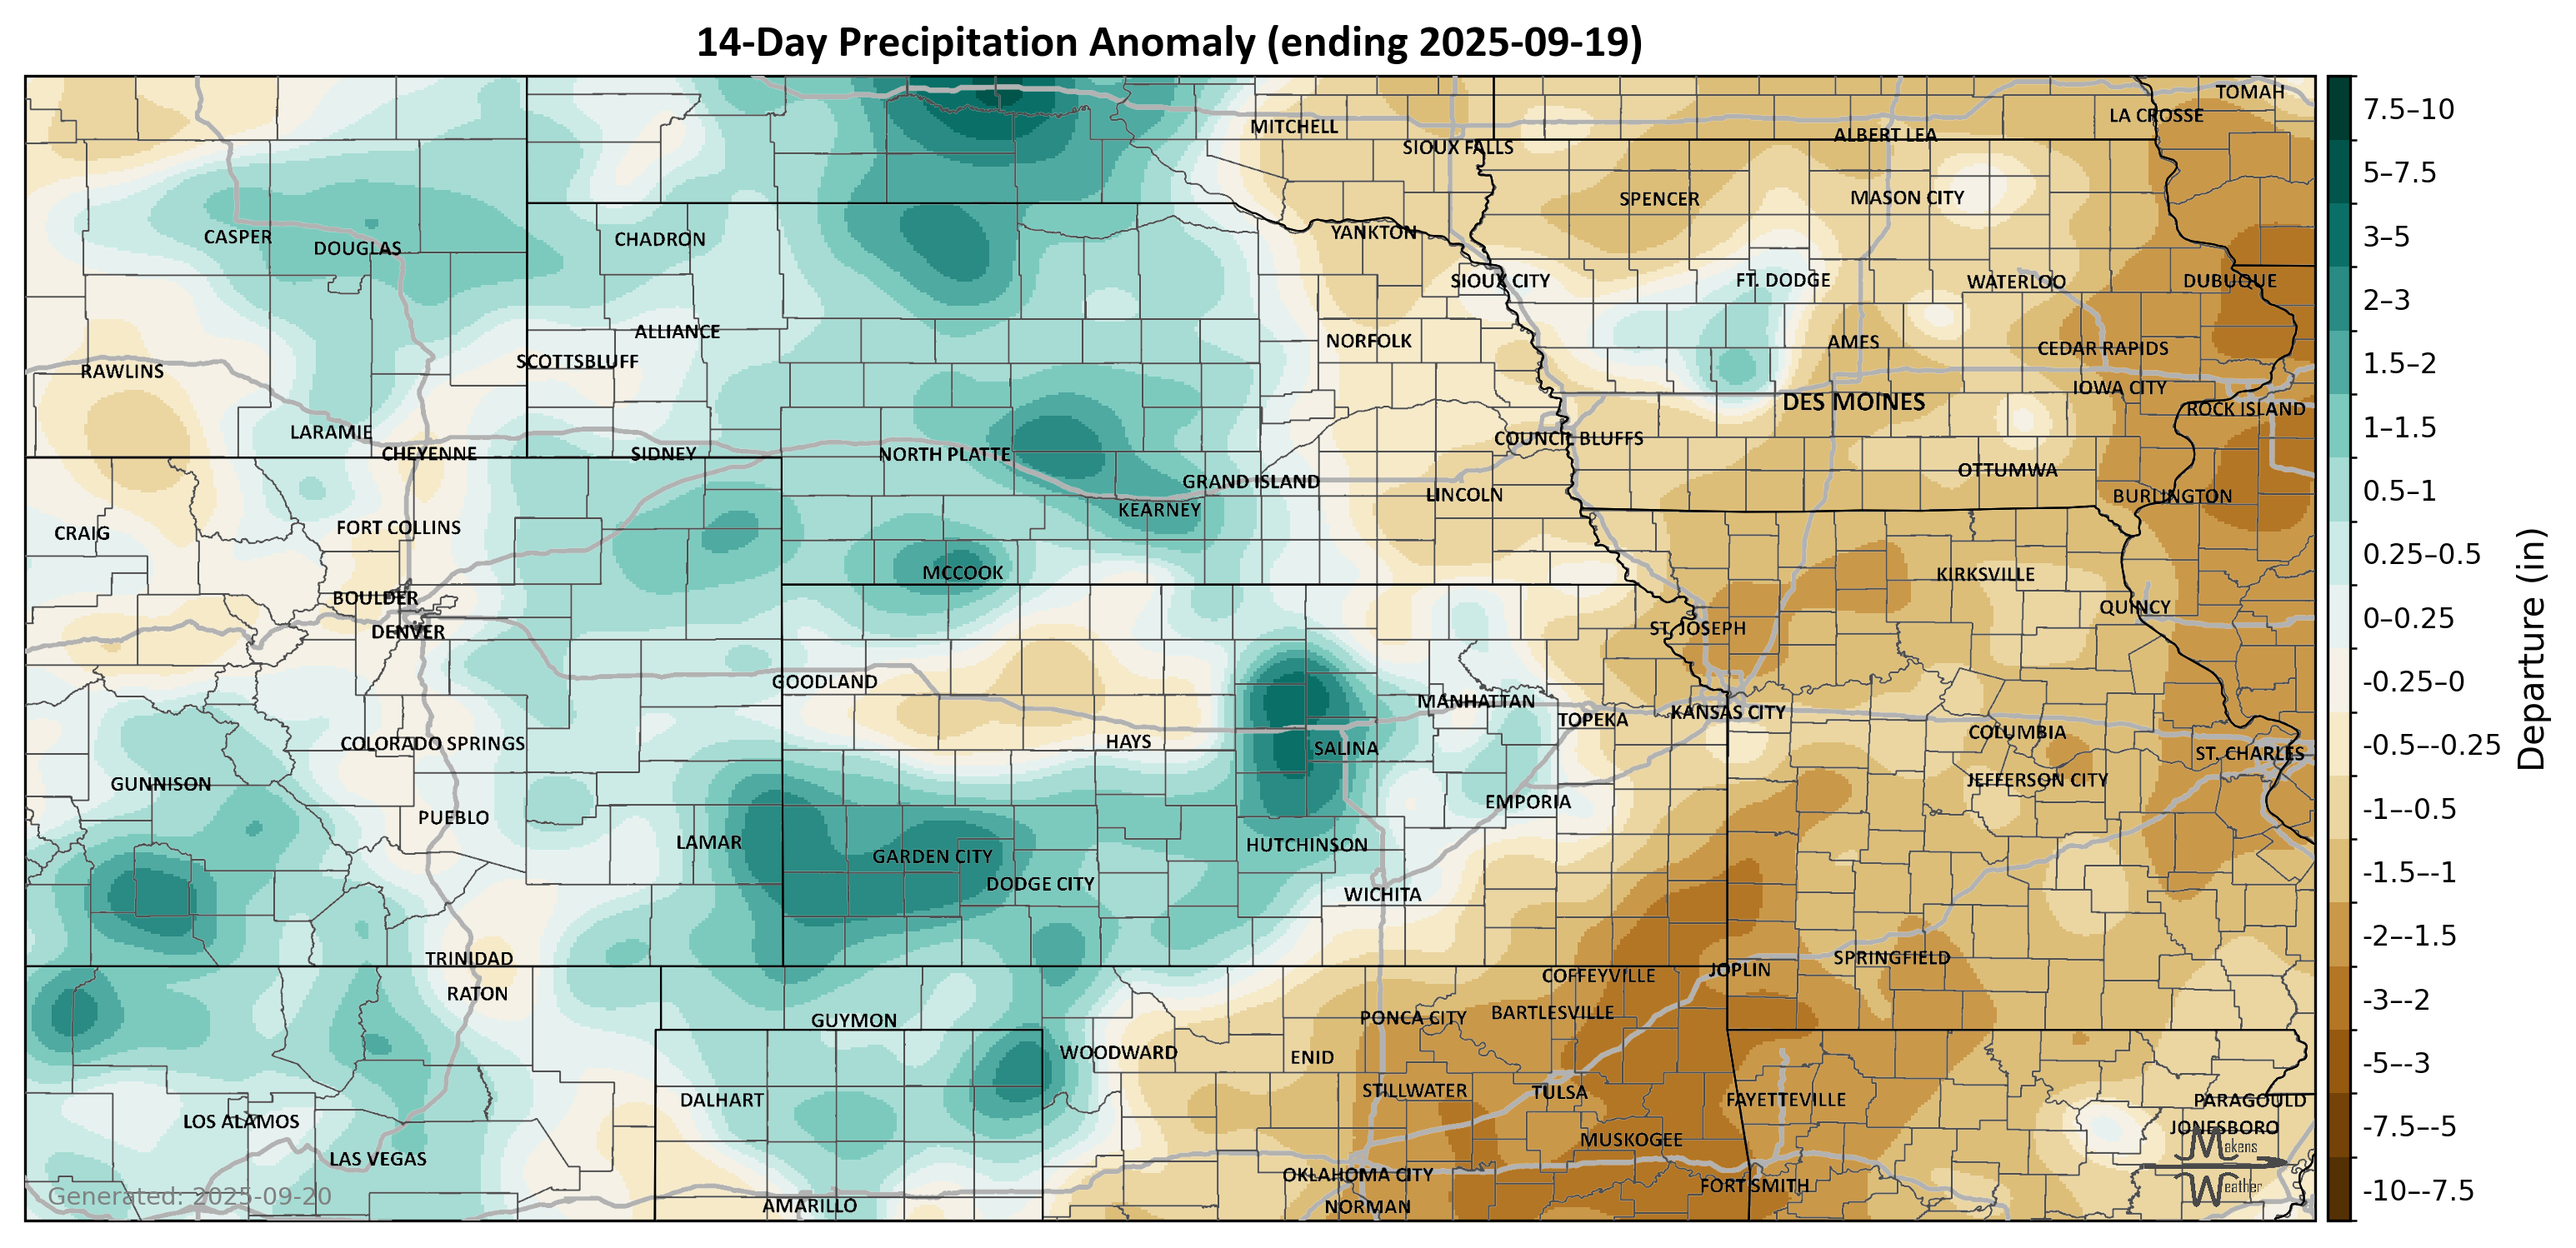 14-Day Precipitation Anomaly (ending 2025-09-19)
TOMAH
LA CROSSE
MITCHELL
ALBERT LEA
SIOUX FALLS
SPENCER
MASON CITY
CASPER
DOUGLAS
CHADRON
YANKTON
SIOUX CITY
FT. DODGE
WATERLOO
DUBUQUE
ALLIANCE
NORFOLK
AMES
CEDAR RAPIDS
SCOTTSBLUFF
RAWLINS
IOWA CITY
DES MOINES
ROCK ISLAND
LARAMIE
COUNCIL BLUFFS
CHEYENNE
SIDNEY
NORTH PLATTE
OTTUMWA
GRAND ISLAND
LINCOLN
BURLINGTON
KEARNEY
CRAIG
FORT COLLINS
MCCOOK
KIRKSVILLE
BOULDER
QUINCY
DENVER
ST. JOSEPH
GOODLAND
MANHATTAN
TOPEKA
KANSAS CITY
COLUMBIA
COLORADO SPRINGS
HAYS
SALINA
ST. CHARLES
GUNNISON
JEFFERSON CITY
EMPORIA
PUEBLO
LAMAR
GARDEN CITY
HUTCHINSON
DODGE CITY
WICHITA
TRINIDAD
SPRINGFIELD
COFFEYVILLE
JOPLIN
RATON
GUYMON
PONCA CITY
BARTLESVILLE
WOODWARD
ENID
STILLWATER
TULSA
DALHART
FAYETTEVILLE
PARAGOULD
LOS ALAMOS
JONESBORO
MUSKOGEE
LAS VEGAS
OKLAHOMA CITY
FORT SMITH
AMARILLO
NORMAN
Generated: 2025-09-20
Makens
Weather
7.5–10
5–7.5
3–5
2–3
1.5–2
1–1.5
0.5–1
0.25–0.5
0–0.25
-0.25–0
-0.5–-0.25
-1–-0.5
-1.5–-1
-2–-1.5
-3–-2
-5–-3
-7.5–-5
-10–-7.5
Departure (in)